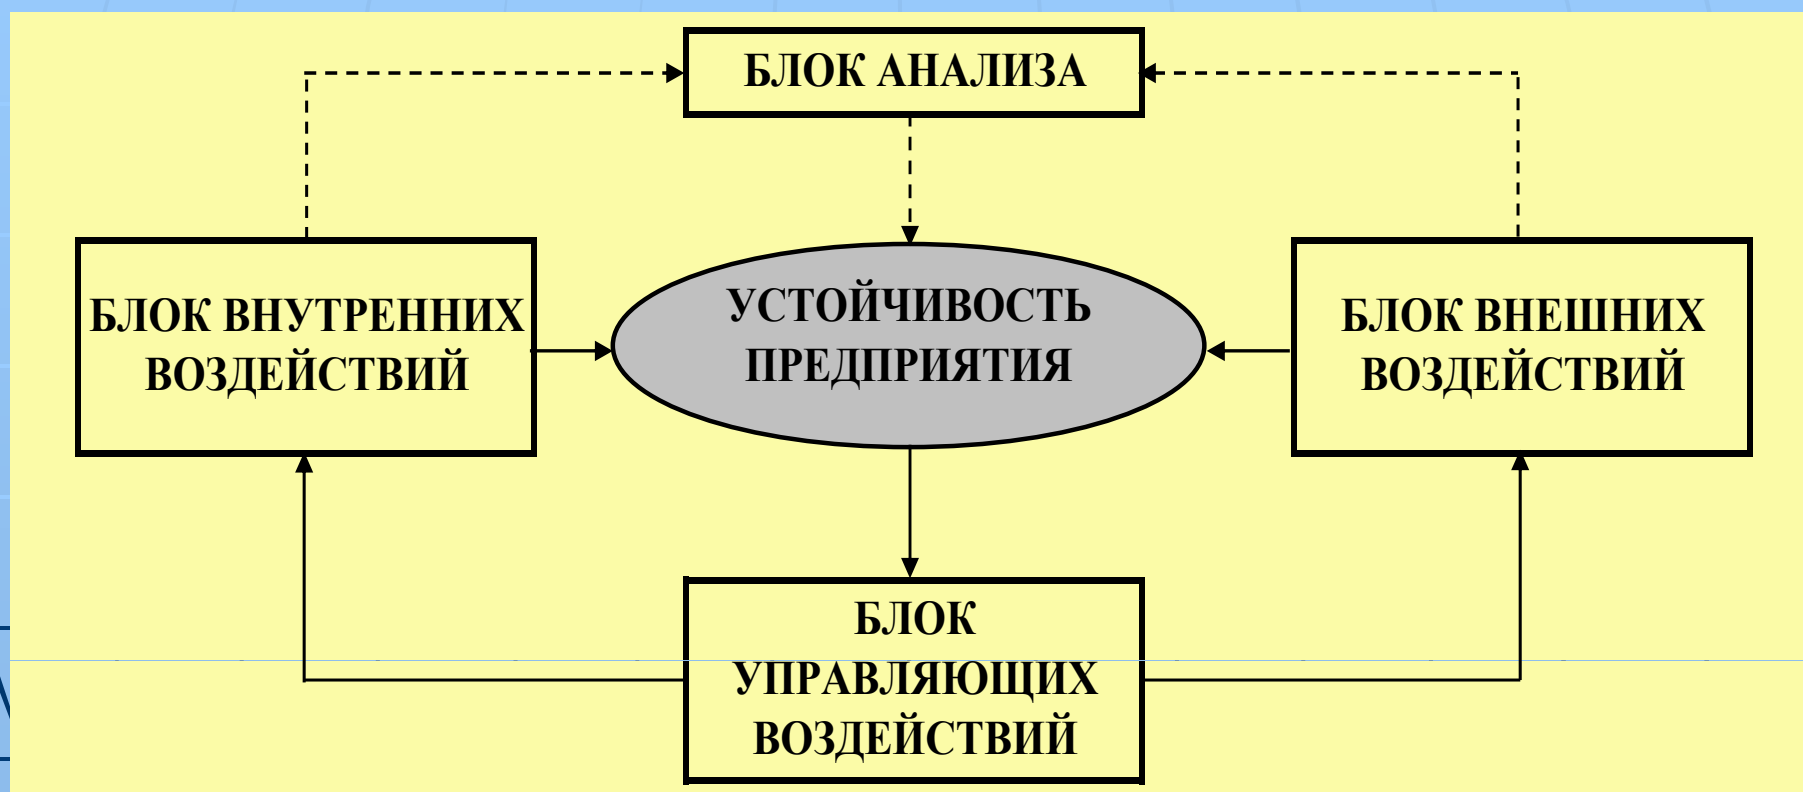 БЛОК АНАЛИЗА
БЛОК ВНУТРЕННИХ
ВОЗДЕЙСТВИЙ
УСТОЙЧИВОСТЬ
ПРЕДПРИЯТИЯ
БЛОК ВНЕШНИХ
ВОЗДЕЙСТВИЙ
БЛОК
УПРАВЛЯЮЩИХ
ВОЗДЕЙСТВИЙ